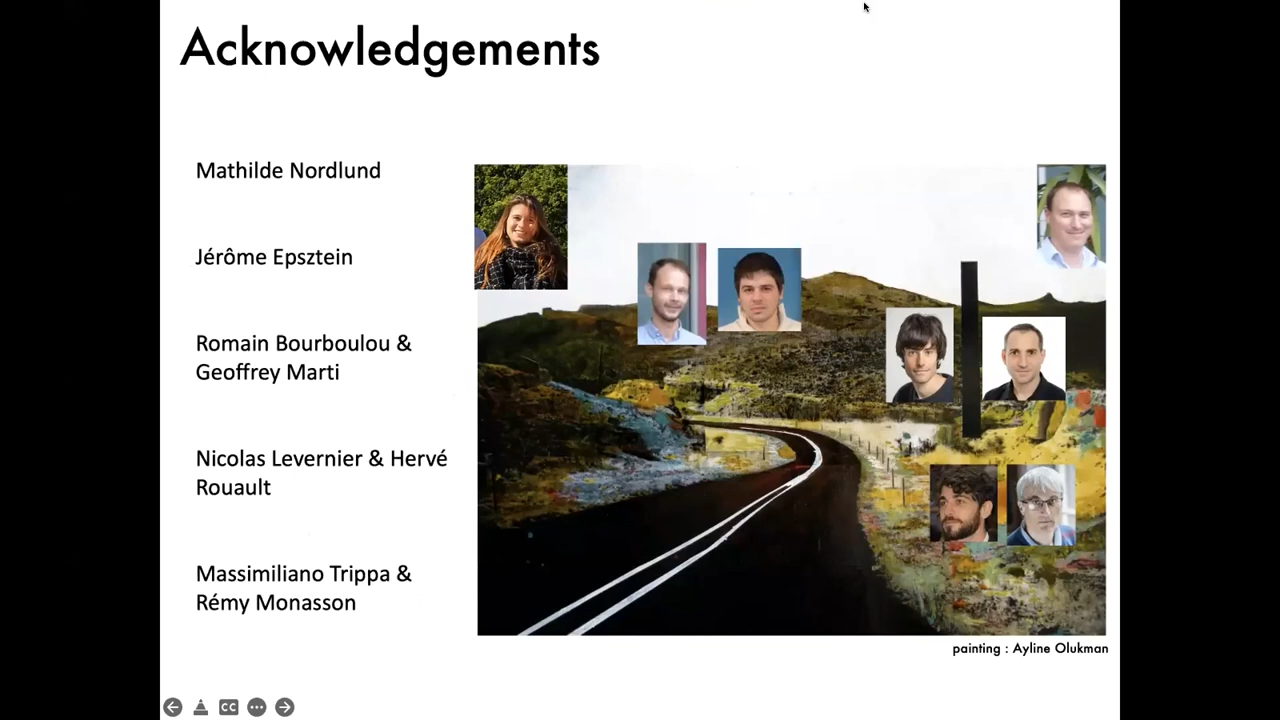 Acknowledgements
Mathilde Nordlund
Jérôme Epsztein
Romain Bourboulou &
Geoffrey Marti
Nicolas Levernier & Hervé
Rouault
Massimiliano Trippa &
Rémy Monasson
painting : Ayline Olukman
CC